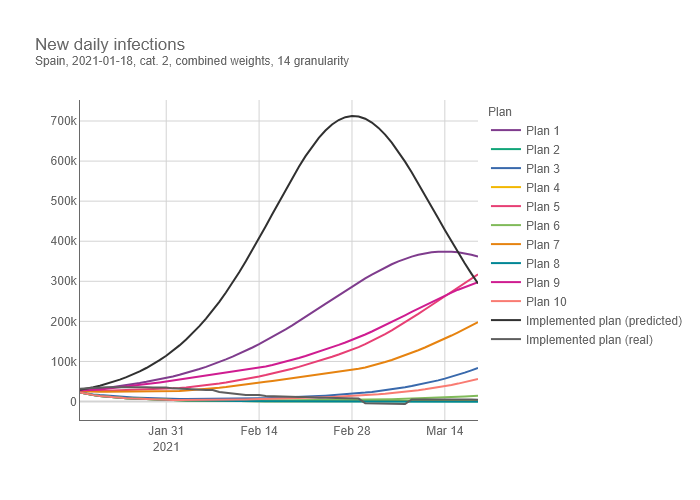 New daily infections
Spain, 2021-01-18, cat. 2, combined weights, 14 granularity
Plan
700k
600k
500k
400k
300k
200k
100k
0
Jan 31
2021
Feb 14
Feb 28
Mar 14
Plan 1
Plan 2
Plan 3
Plan 4
Plan 5
Plan 6
Plan 7
Plan 8
Plan 9
Plan 10
Implemented plan (predicted)
Implemented plan (real)